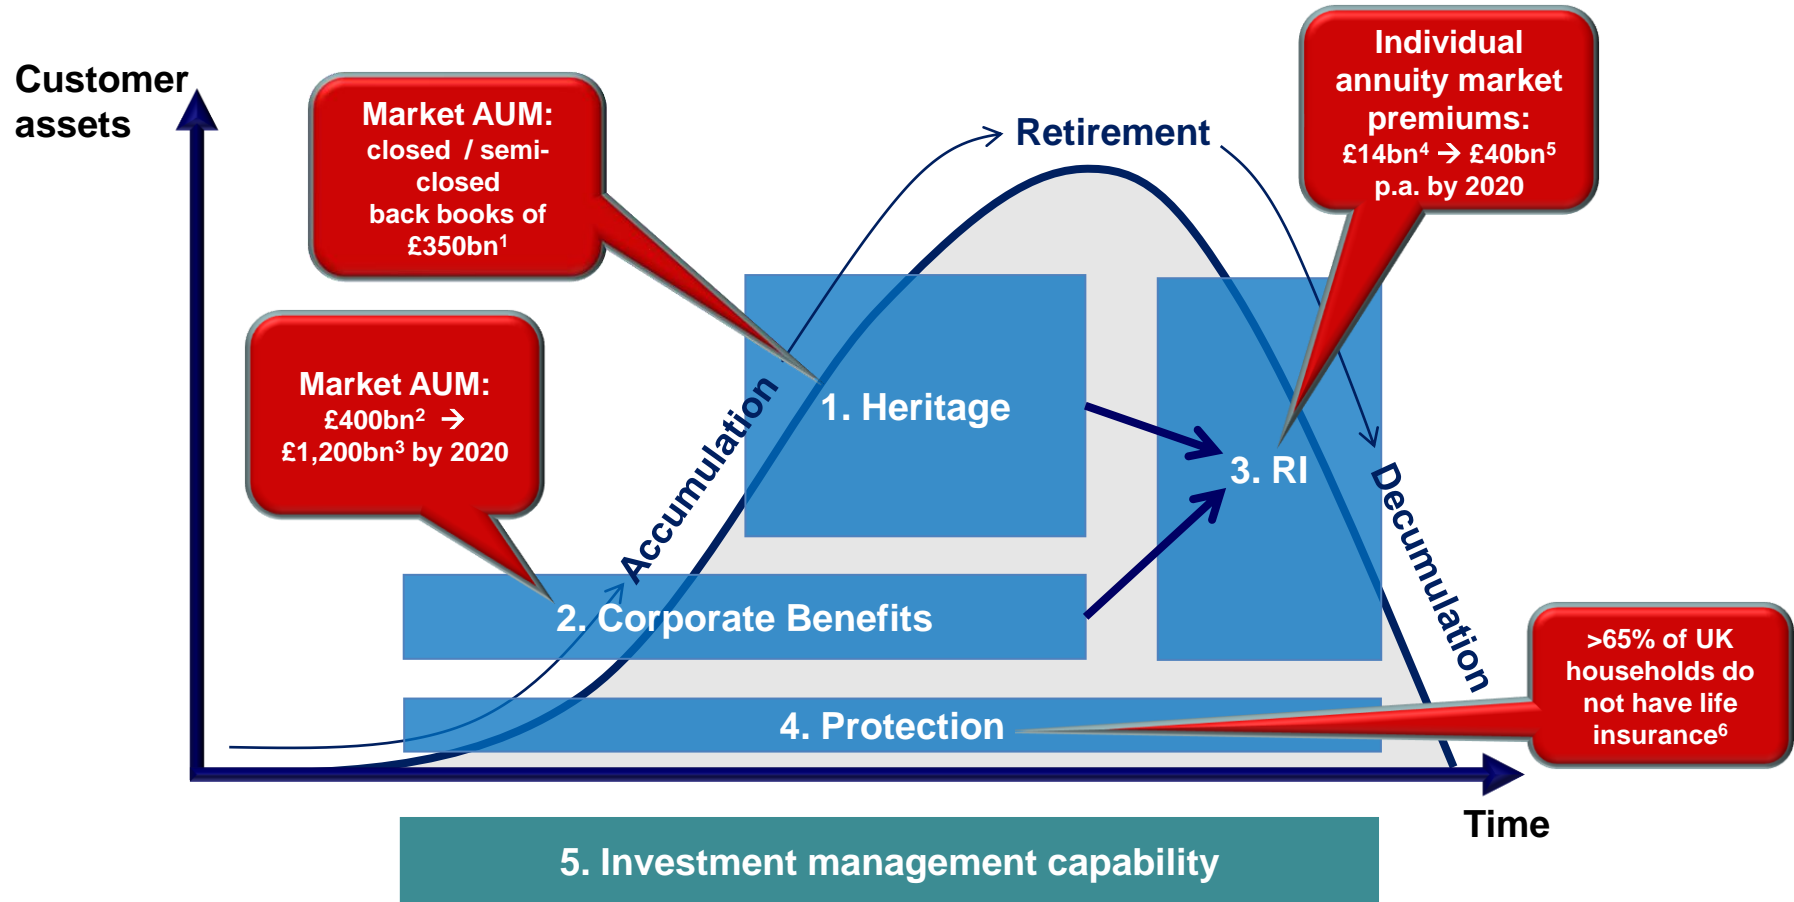 Customer
assets
Market AUM:
closed / semi-
closed
back books of
£350bn¹
Retirement
Individual
annuity market
premiums:
£14bn⁴ → £40bn⁵
p.a. by 2020
Market AUM:
£400bn² →
£1,200bn³ by 2020
Accumulation
1. Heritage
3. RI
Decumulation
2. Corporate Benefits
4. Protection
>65% of UK
households do
not have life
insurance⁶
Time
5. Investment management capability